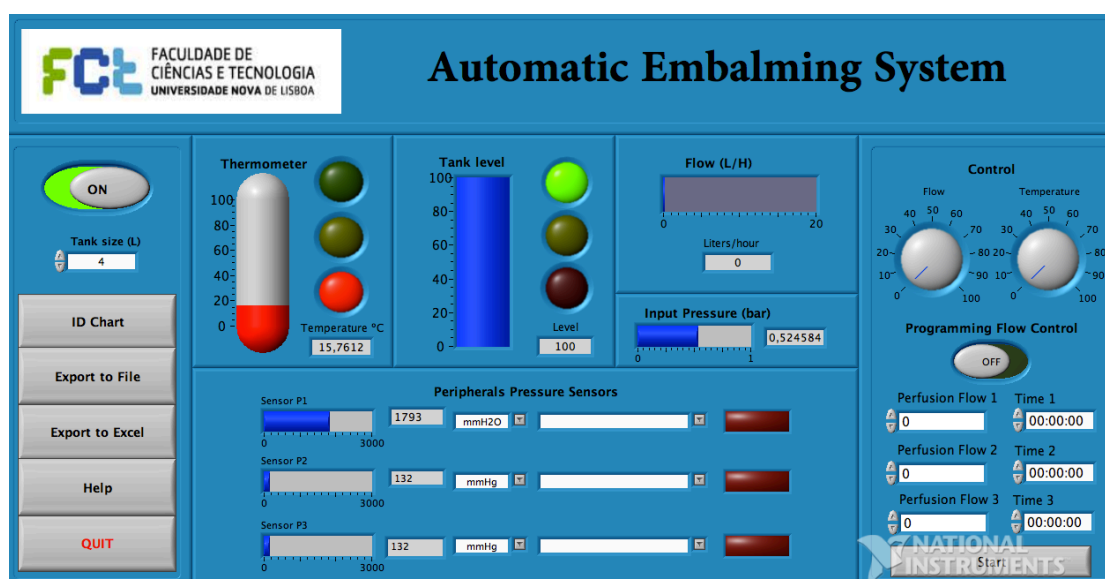 FCt
FACULDADE DE
CIÊNCIAS E TECNOLOGIA
UNIVERSIDADE NOVA DE LISBOA
Automatic Embalming System
ON
Tank size (L)
4
ID Chart
Export to File
Export to Excel
Help
QUIT
Thermometer
100
80
60
40
20
0
Temperature °C
15,7612
Tank level
100
80
60
40
20
0
Level
100
Flow (L/H)
0 20
Liters/hour
0
Input Pressure (bar)
0,524584
0 1
Peripherals Pressure Sensors
Sensor P1
1793 mmH2O
0 3000
Sensor P2
132 mmHg
0 3000
Sensor P3
132 mmHg
0 3000
Control
Flow
0 10 20 30 40 50 60 70 80 90 100
Temperature
0 10 20 30 40 50 60 70 80 90 100
Programming Flow Control
OFF
Perfusion Flow 1 Time 1
0 00:00:00
Perfusion Flow 2 Time 2
0 00:00:00
Perfusion Flow 3 Time 3
0 00:00:00
Start
NATIONAL
INSTRUMENTS